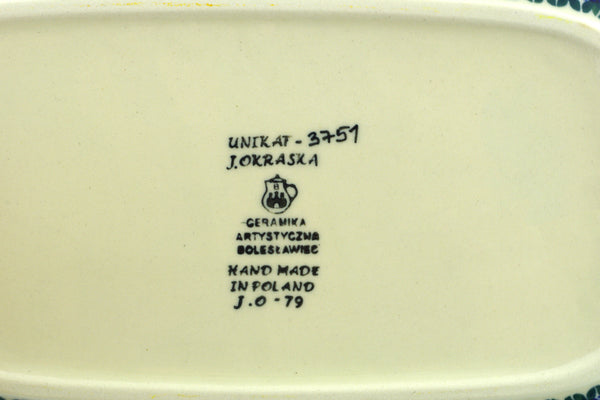 UNIKAT - 3751
J.OKRASKA
CERAMIKA
ARTYSTYCZNA
BOLESŁAWIEC
HAND MADE
IN POLAND
J.O - 79